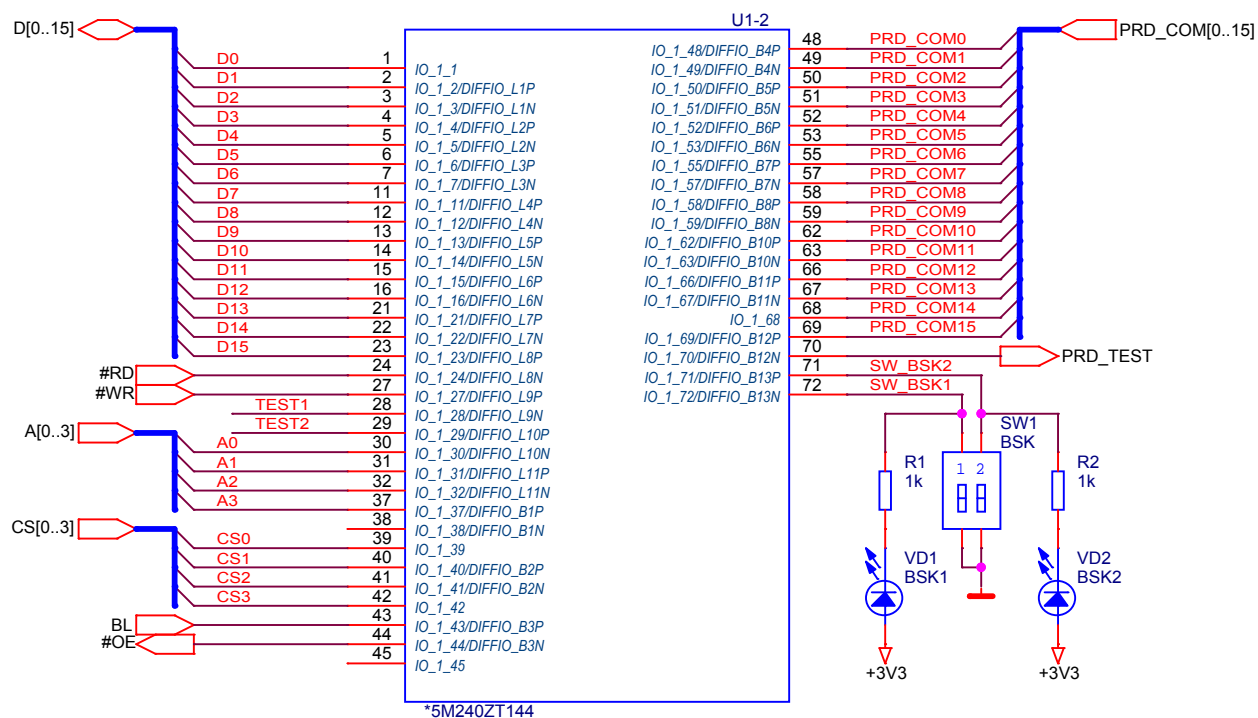 U1-2
D[0..15]
PRD_COM[0..15]
D0 1 IO_1_1
D1 2 IO_1_2/DIFFIO_L1P
D2 3 IO_1_3/DIFFIO_L1N
D3 4 IO_1_4/DIFFIO_L2P
D4 5 IO_1_5/DIFFIO_L2N
D5 6 IO_1_6/DIFFIO_L3P
D6 7 IO_1_7/DIFFIO_L3N
D7 11 IO_1_11/DIFFIO_L4P
D8 12 IO_1_12/DIFFIO_L4N
D9 13 IO_1_13/DIFFIO_L5P
D10 14 IO_1_14/DIFFIO_L5N
D11 15 IO_1_15/DIFFIO_L6P
D12 16 IO_1_16/DIFFIO_L6N
D13 21 IO_1_21/DIFFIO_L7P
D14 22 IO_1_22/DIFFIO_L7N
D15 23 IO_1_23/DIFFIO_L8P
#RD 24 IO_1_24/DIFFIO_L8N
#WR 27 IO_1_27/DIFFIO_L9P
TEST1 28 IO_1_28/DIFFIO_L9N
TEST2 29 IO_1_29/DIFFIO_L10P
A[0..3]
A0 30 IO_1_30/DIFFIO_L10N
A1 31 IO_1_31/DIFFIO_L11P
A2 32 IO_1_32/DIFFIO_L11N
A3 37 IO_1_37/DIFFIO_B1P
38 IO_1_38/DIFFIO_B1N
CS[0..3]
CS0 39 IO_1_39
CS1 40 IO_1_40/DIFFIO_B2P
CS2 41 IO_1_41/DIFFIO_B2N
CS3 42 IO_1_42
BL 43 IO_1_43/DIFFIO_B3P
#OE 44 IO_1_44/DIFFIO_B3N
45 IO_1_45
IO_1_48/DIFFIO_B4P 48 PRD_COM0
IO_1_49/DIFFIO_B4N 49 PRD_COM1
IO_1_50/DIFFIO_B5P 50 PRD_COM2
IO_1_51/DIFFIO_B5N 51 PRD_COM3
IO_1_52/DIFFIO_B6P 52 PRD_COM4
IO_1_53/DIFFIO_B6N 53 PRD_COM5
IO_1_55/DIFFIO_B7P 55 PRD_COM6
IO_1_57/DIFFIO_B7N 57 PRD_COM7
IO_1_58/DIFFIO_B8P 58 PRD_COM8
IO_1_59/DIFFIO_B8N 59 PRD_COM9
IO_1_62/DIFFIO_B10P 62 PRD_COM10
IO_1_63/DIFFIO_B10N 63 PRD_COM11
IO_1_66/DIFFIO_B11P 66 PRD_COM12
IO_1_67/DIFFIO_B11N 67 PRD_COM13
IO_1_68 68 PRD_COM14
IO_1_69/DIFFIO_B12P 69 PRD_COM15
IO_1_70/DIFFIO_B12N 70 PRD_TEST
IO_1_71/DIFFIO_B13P 71 SW_BSK2
IO_1_72/DIFFIO_B13N 72 SW_BSK1
SW1
BSK
1 2
R1
1k
R2
1k
VD1
BSK1
VD2
BSK2
+3V3
+3V3
*5M240ZT144